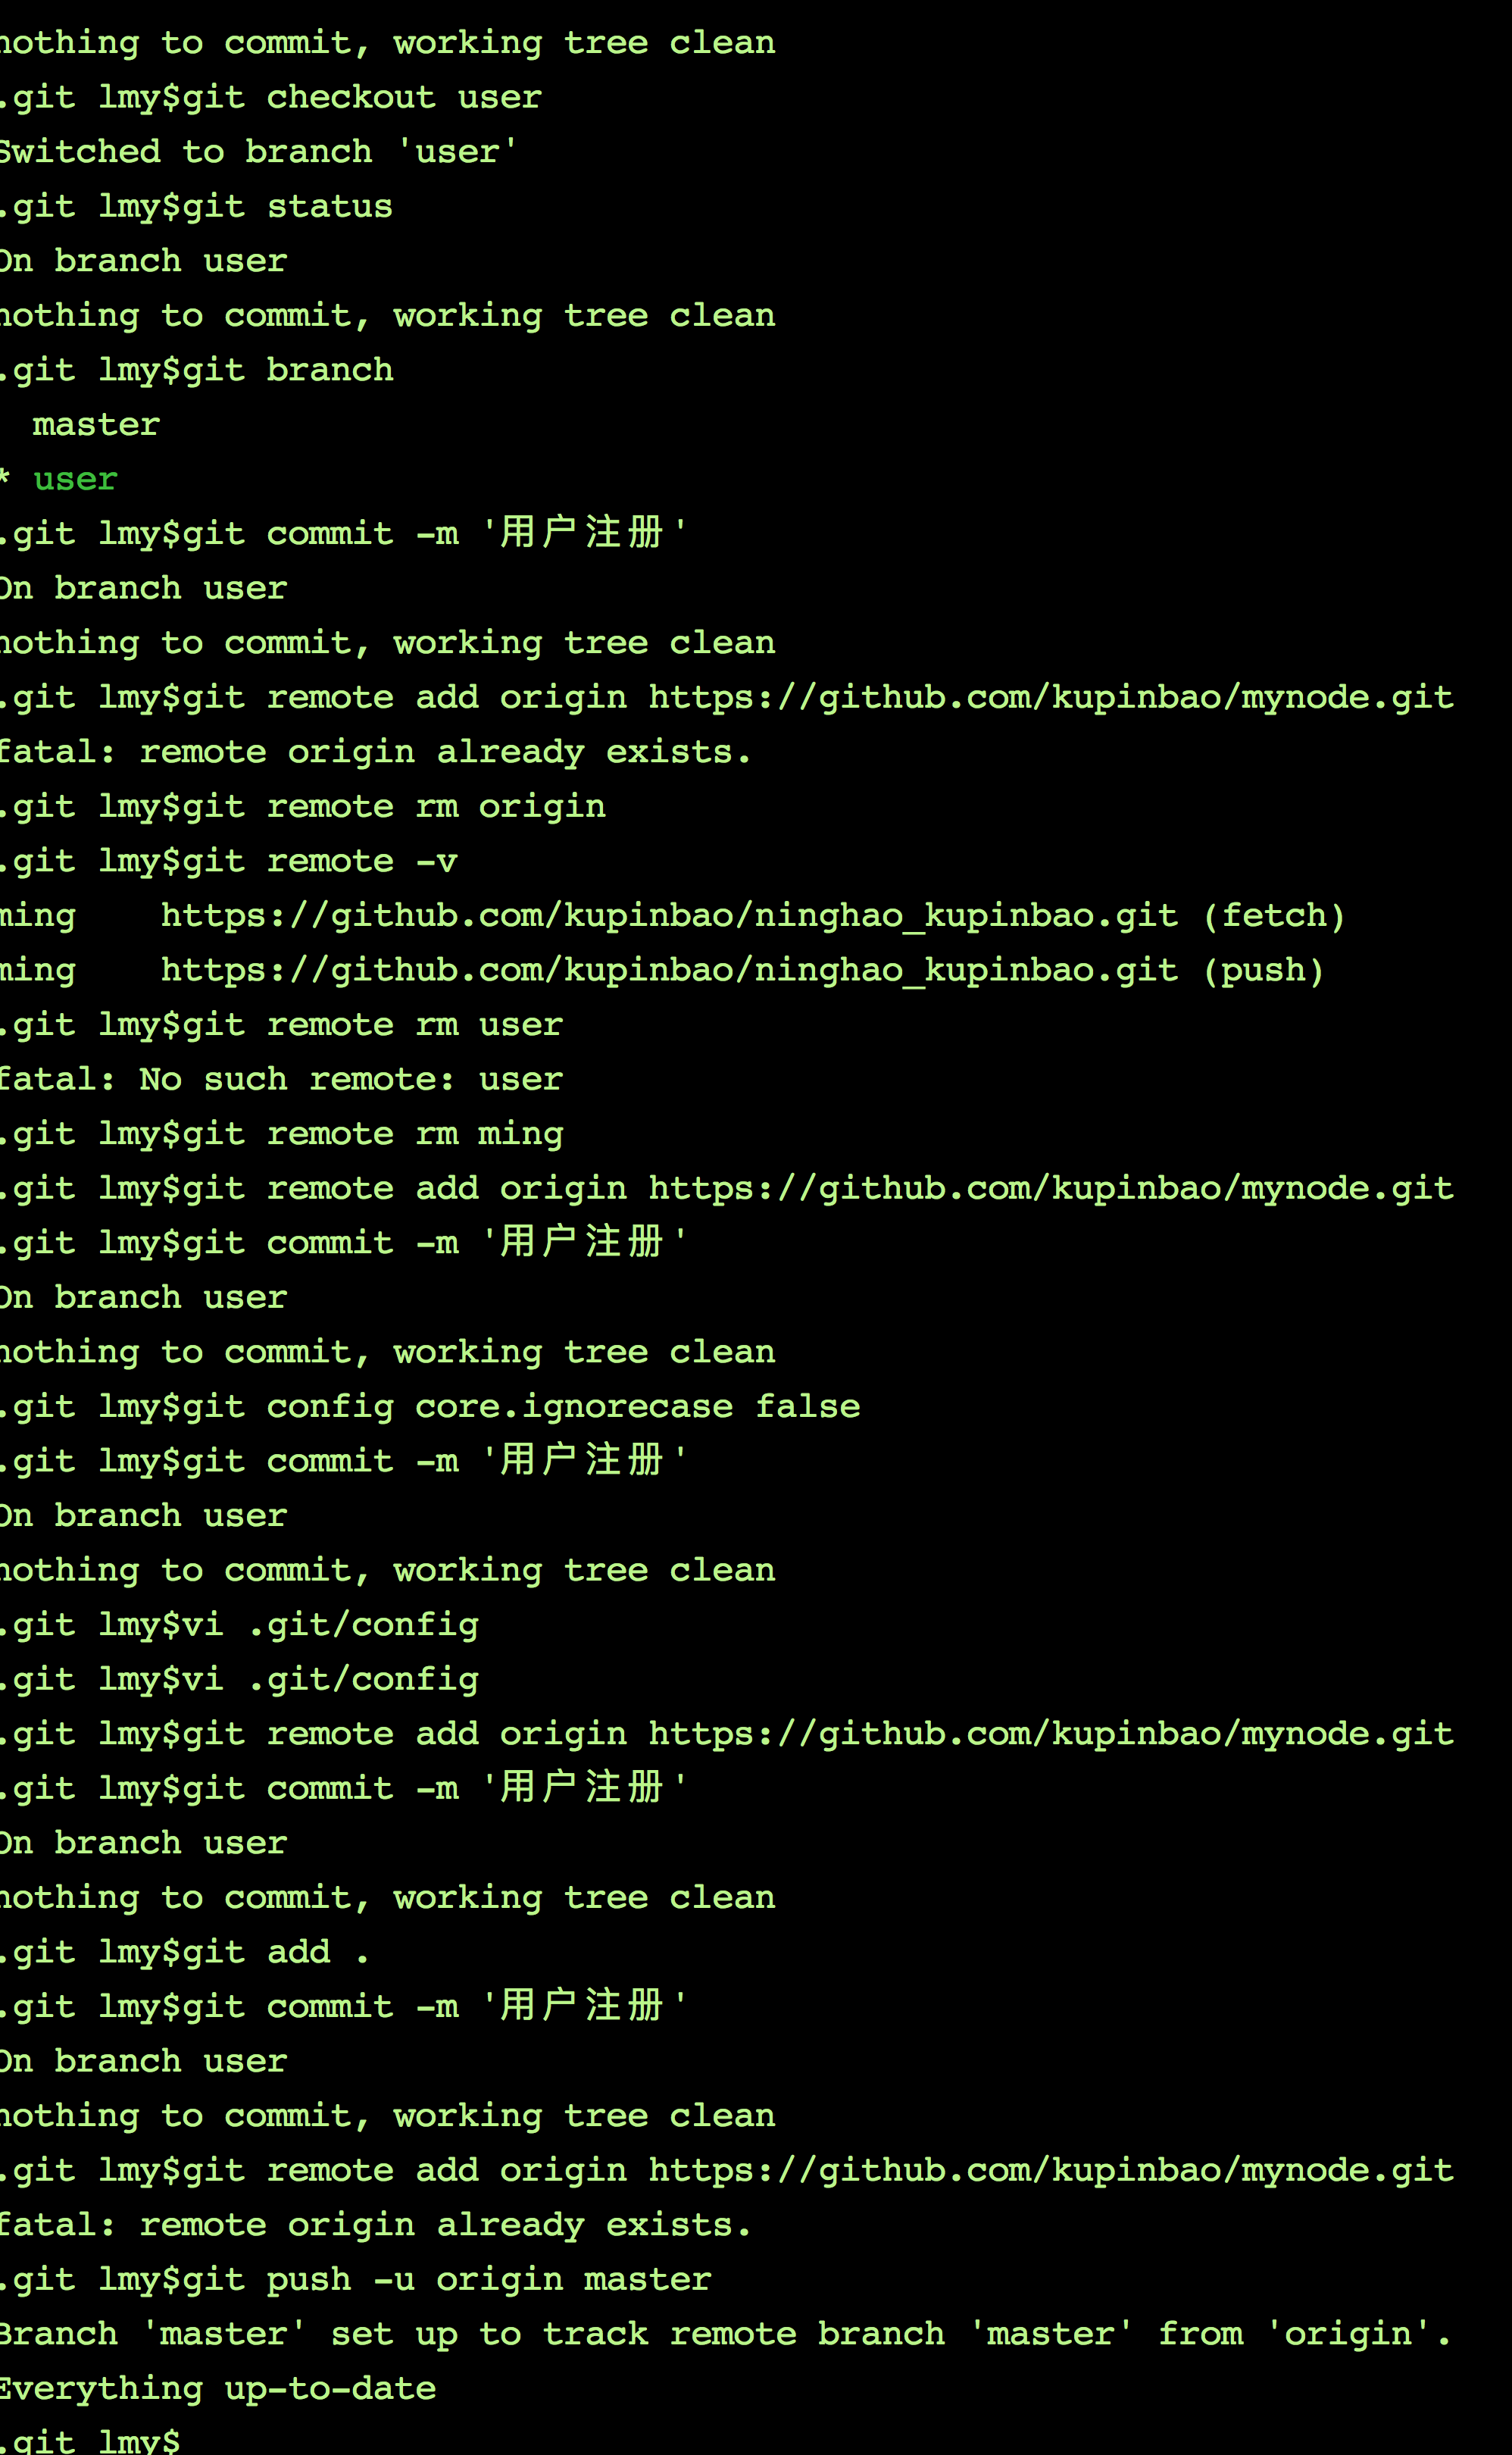 nothing to commit, working tree clean
.git lmy$git checkout user
Switched to branch 'user'
.git lmy$git status
On branch user
nothing to commit, working tree clean
.git lmy$git branch
  master
* user
.git lmy$git commit -m '用户注册'
On branch user
nothing to commit, working tree clean
.git lmy$git remote add origin https://github.com/kupinbao/mynode.git
fatal: remote origin already exists.
.git lmy$git remote rm origin
.git lmy$git remote -v
ming    https://github.com/kupinbao/ninghao_kupinbao.git (fetch)
ming    https://github.com/kupinbao/ninghao_kupinbao.git (push)
.git lmy$git remote rm user
fatal: No such remote: user
.git lmy$git remote rm ming
.git lmy$git remote add origin https://github.com/kupinbao/mynode.git
.git lmy$git commit -m '用户注册'
On branch user
nothing to commit, working tree clean
.git lmy$git config core.ignorecase false
.git lmy$git commit -m '用户注册'
On branch user
nothing to commit, working tree clean
.git lmy$vi .git/config
.git lmy$vi .git/config
.git lmy$git remote add origin https://github.com/kupinbao/mynode.git
.git lmy$git commit -m '用户注册'
On branch user
nothing to commit, working tree clean
.git lmy$git add .
.git lmy$git commit -m '用户注册'
On branch user
nothing to commit, working tree clean
.git lmy$git remote add origin https://github.com/kupinbao/mynode.git
fatal: remote origin already exists.
.git lmy$git push -u origin master
Branch 'master' set up to track remote branch 'master' from 'origin'.
Everything up-to-date
.git lmy$